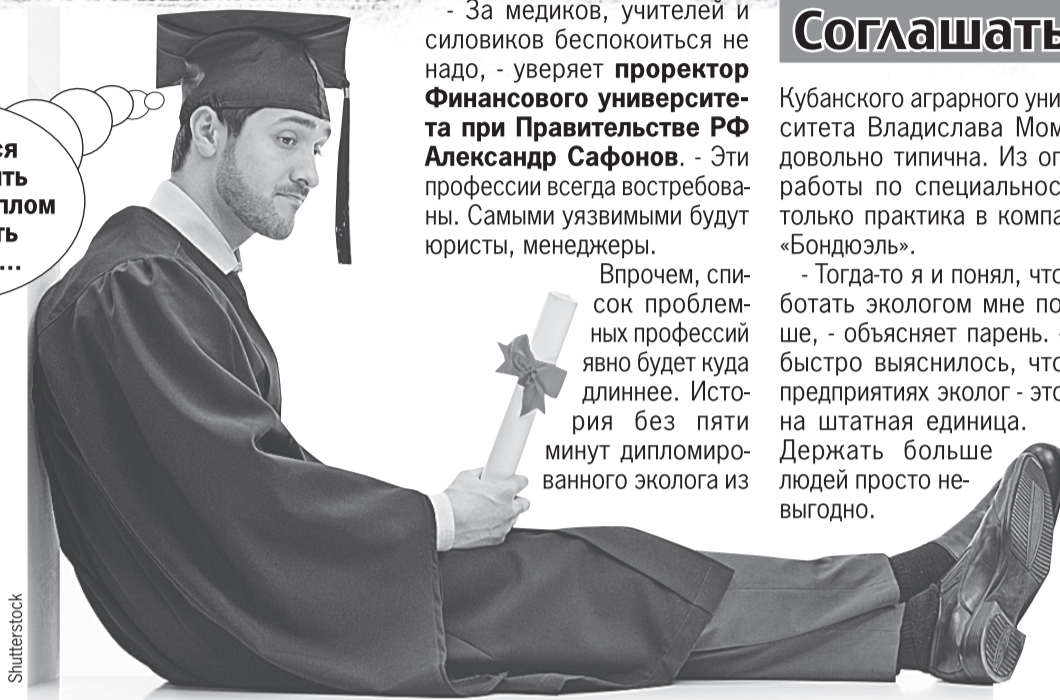 ся
ить
плом
ть
...
- За медиков, учителей и
силовиков беспокоиться не
надо, - уверяет проректор
Финансового университе-
та при Правительстве РФ
Александр Сафонов. - Эти
профессии всегда востребова-
ны. Самыми уязвимыми будут
юристы, менеджеры.
Впрочем, спи-
сок проблем-
ных профессий
явно будет куда
длиннее. Исто-
рия без пяти
минут дипломиро-
ванного эколога из
Соглашать
Кубанского аграрного уни
ситета Владислава Мом
довольно типична. Из оп
работы по специальнос
только практика в компа
«Бондюэль».
- Тогда-то я и понял, что
ботать экологом мне по
ше, - объясняет парень. -
быстро выяснилось, что
предприятиях эколог - это
на штатная единица.
Держать больше
людей просто не-
выгодно.
Shutterstock